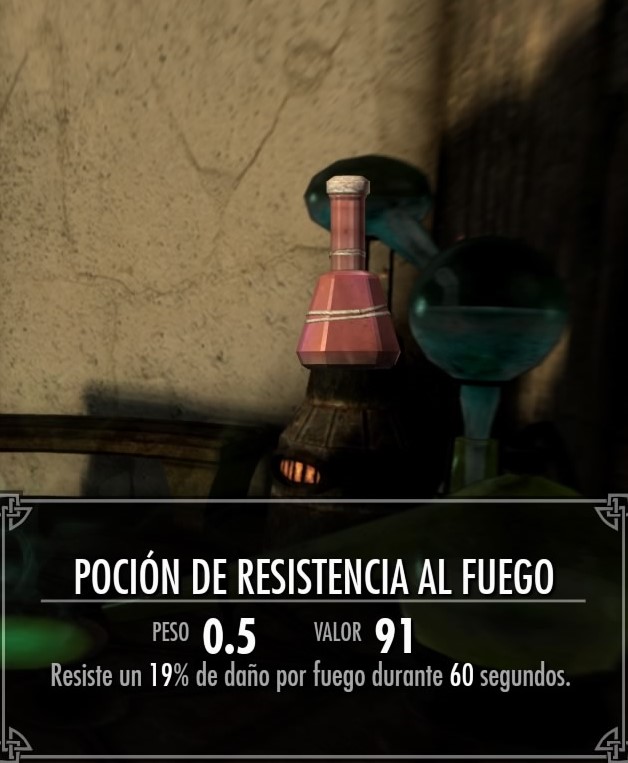 POCIÓN DE RESISTENCIA AL FUEGO
PESO 0.5 VALOR 91
Resiste un 19% de daño por fuego durante 60 segundos.